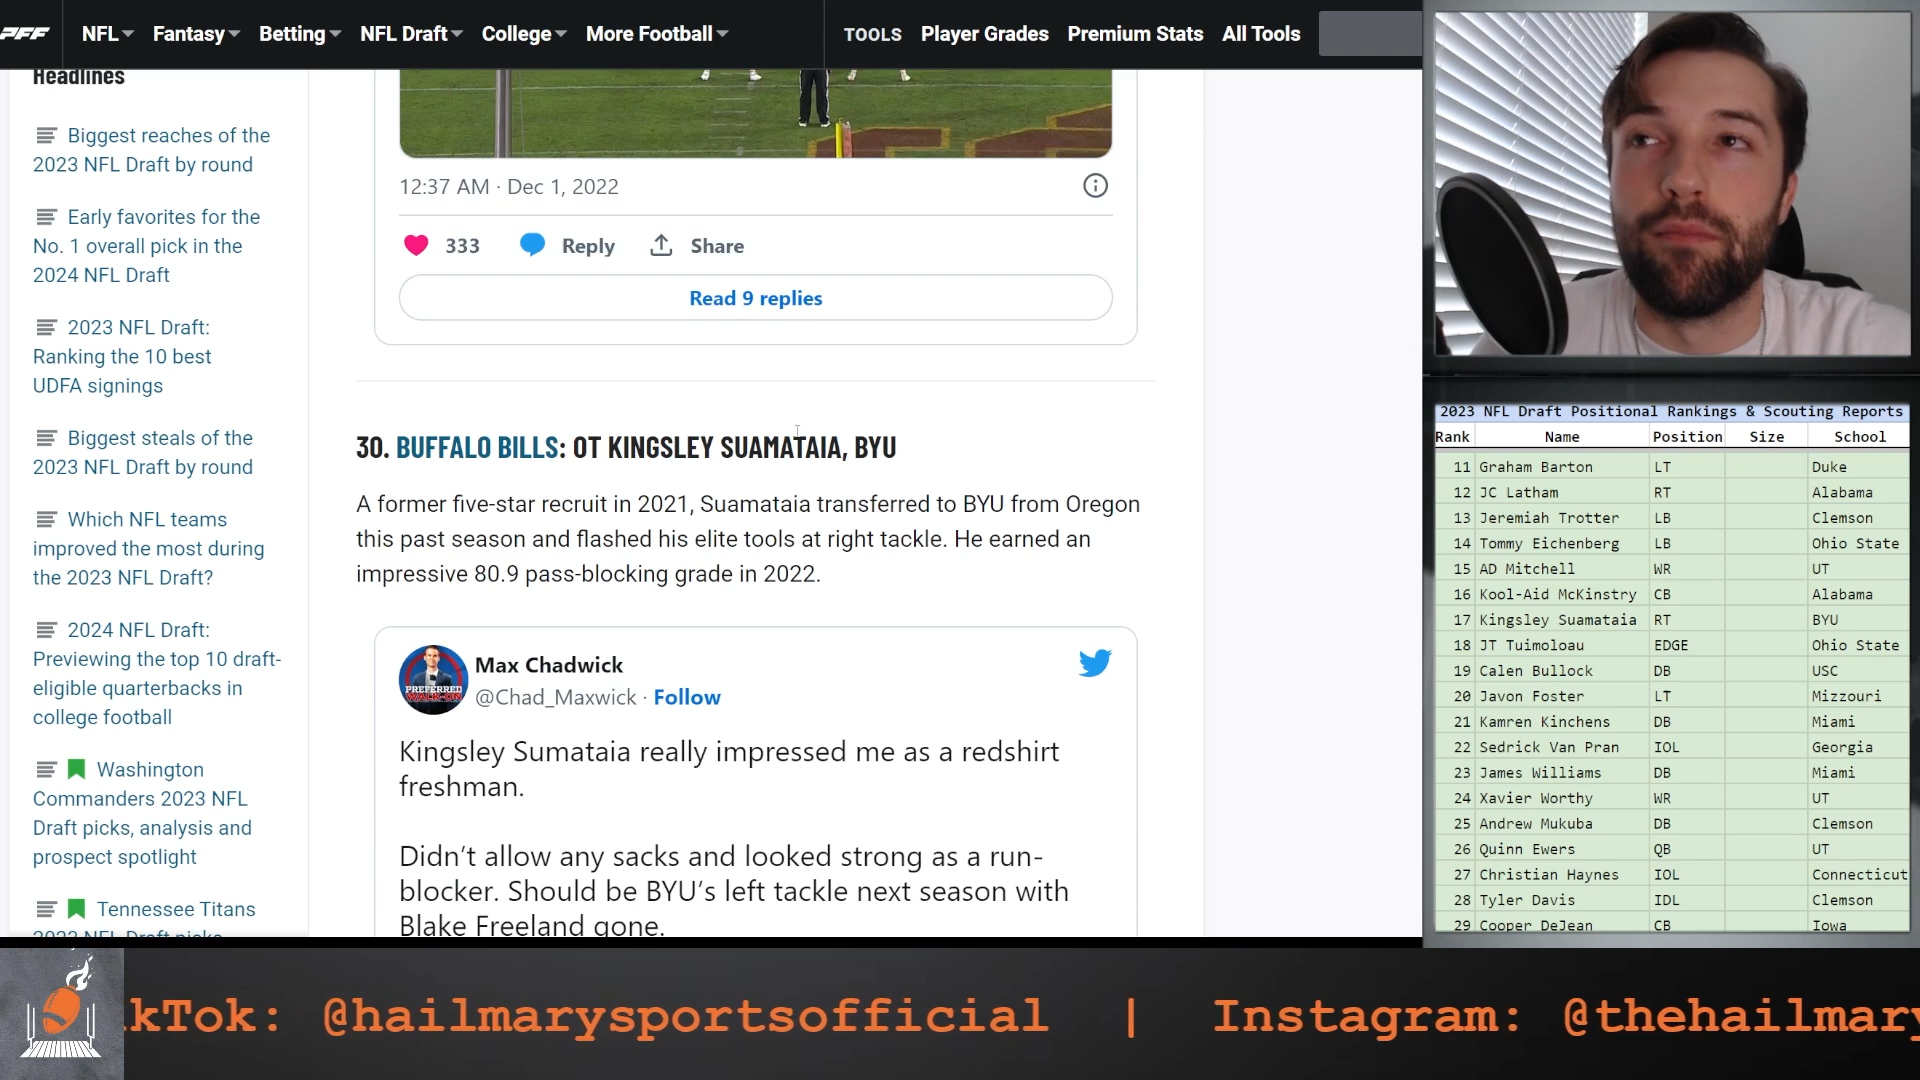 PFF
NFL Fantasy Betting NFL Draft College More Football
TOOLS Player Grades Premium Stats All Tools
Headlines
Biggest reaches of the
2023 NFL Draft by round
Early favorites for the
No. 1 overall pick in the
2024 NFL Draft
2023 NFL Draft:
Ranking the 10 best
UDFA signings
Biggest steals of the
2023 NFL Draft by round
Which NFL teams
improved the most during
the 2023 NFL Draft?
2024 NFL Draft:
Previewing the top 10 draft-
eligible quarterbacks in
college football
Washington
Commanders 2023 NFL
Draft picks, analysis and
prospect spotlight
Tennessee Titans
2023 NFL Draft picks
12:37 AM · Dec 1, 2022
333 Reply Share
Read 9 replies
30. BUFFALO BILLS: OT KINGSLEY SUAMATAIA, BYU
A former five-star recruit in 2021, Suamataia transferred to BYU from Oregon
this past season and flashed his elite tools at right tackle. He earned an
impressive 80.9 pass-blocking grade in 2022.
PREFERRED
WALK-ON
Max Chadwick
@Chad_Maxwick · Follow
Kingsley Sumataia really impressed me as a redshirt
freshman.
Didn't allow any sacks and looked strong as a run-
blocker. Should be BYU's left tackle next season with
Blake Freeland gone.
2023 NFL Draft Positional Rankings & Scouting Reports
Rank Name Position Size School
11 Graham Barton LT Duke
12 JC Latham RT Alabama
13 Jeremiah Trotter LB Clemson
14 Tommy Eichenberg LB Ohio State
15 AD Mitchell WR UT
16 Kool-Aid McKinstry CB Alabama
17 Kingsley Suamataia RT BYU
18 JT Tuimoloau EDGE Ohio State
19 Calen Bullock DB USC
20 Javon Foster LT Mizzouri
21 Kamren Kinchens DB Miami
22 Sedrick Van Pran IOL Georgia
23 James Williams DB Miami
24 Xavier Worthy WR UT
25 Andrew Mukuba DB Clemson
26 Quinn Ewers QB UT
27 Christian Haynes IOL Connecticut
28 Tyler Davis IDL Clemson
29 Cooper DeJean CB Iowa
kTok: @hailmarysportsofficial | Instagram: @thehailmary